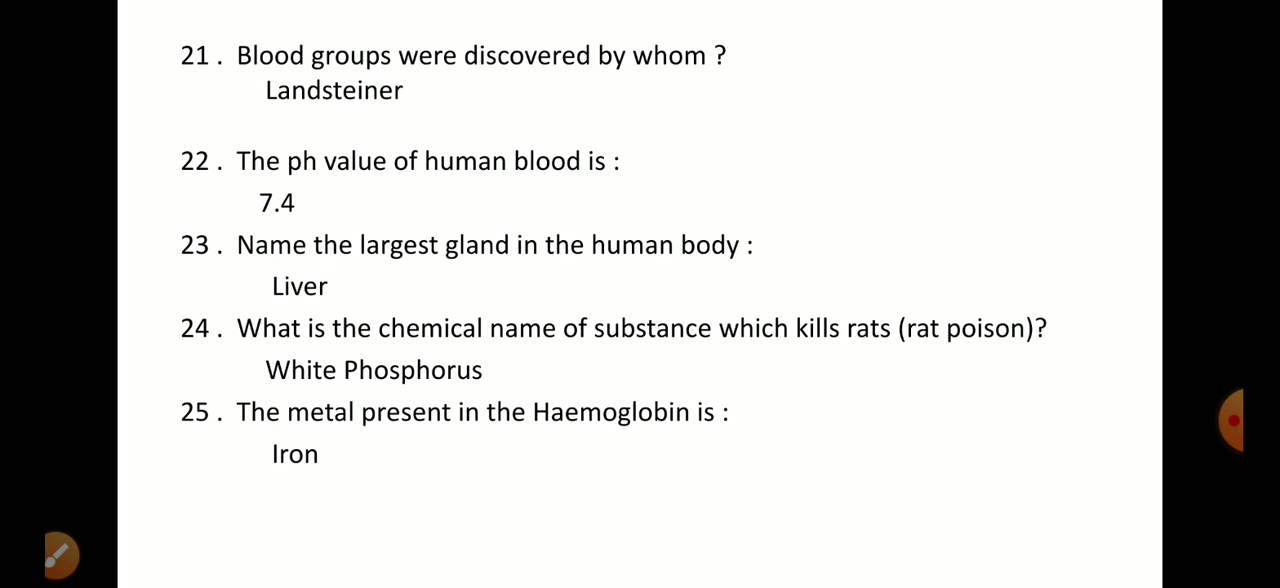 21 . Blood groups were discovered by whom ?
Landsteiner
22 . The ph value of human blood is :
7.4
23 . Name the largest gland in the human body :
Liver
24 . What is the chemical name of substance which kills rats (rat poison)?
White Phosphorus
25 . The metal present in the Haemoglobin is :
Iron